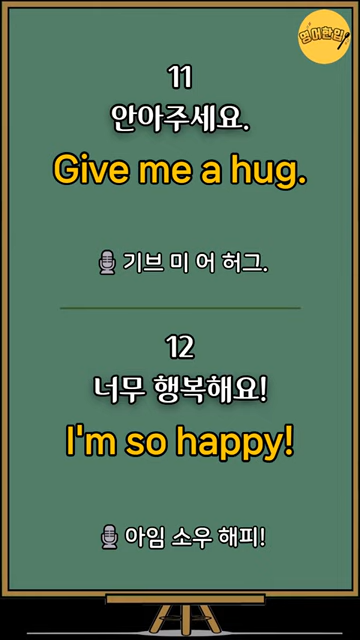 영어한입
11
안아주세요.
Give me a hug.
기브 미 어 허그.
12
너무 행복해요!
I'm so happy!
아임 소우 해피!